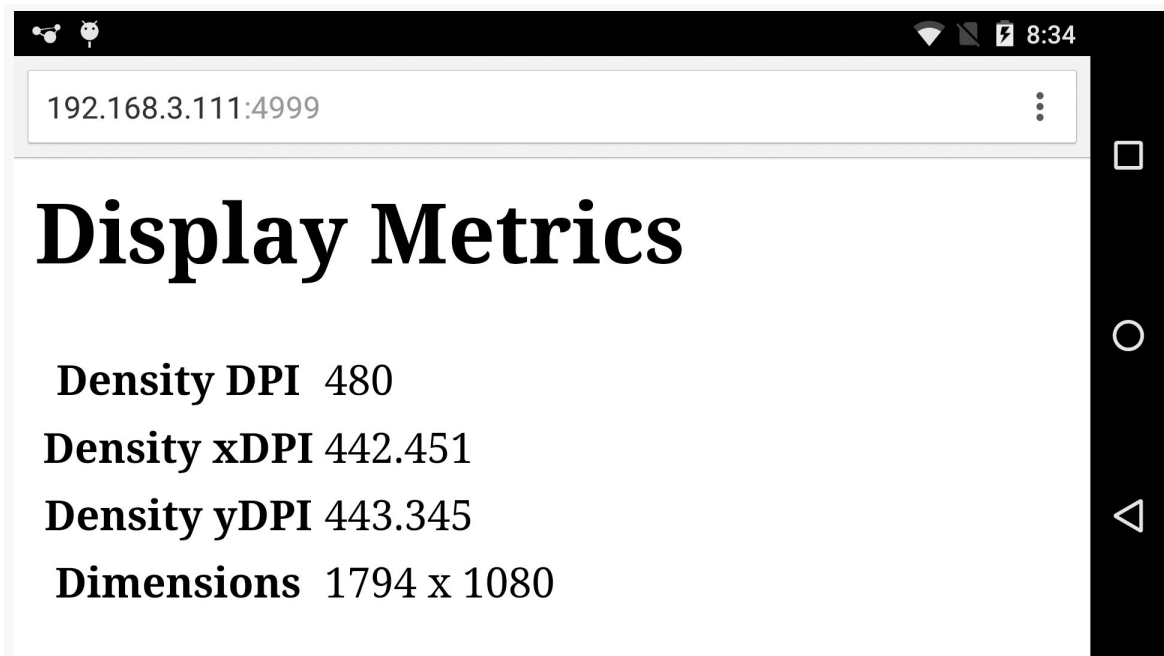 8:34
192.168.3.111:4999
Display Metrics
Density DPI 480
Density xDPI 442.451
Density yDPI 443.345
Dimensions 1794 x 1080